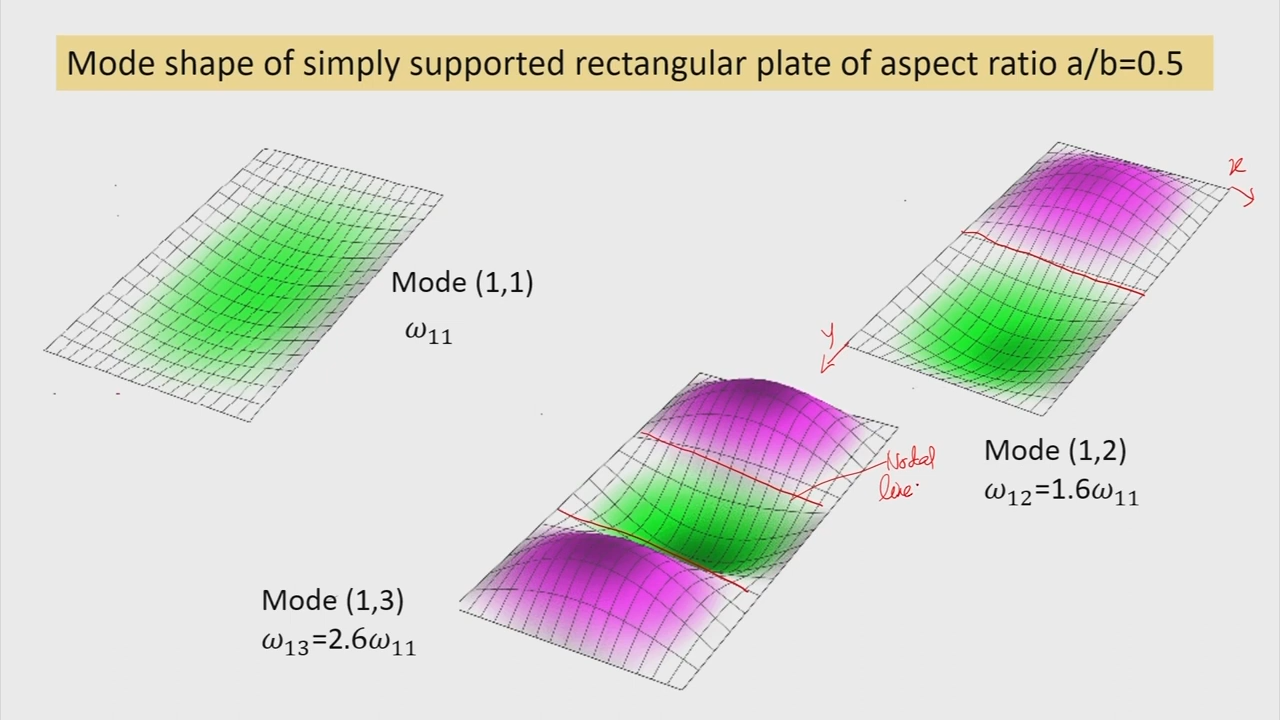 Mode shape of simply supported rectangular plate of aspect ratio a/b=0.5
x
Mode (1,1)
ω₁₁
y
Nodal
line
Mode (1,2)
ω₁₂=1.6ω₁₁
Mode (1,3)
ω₁₃=2.6ω₁₁